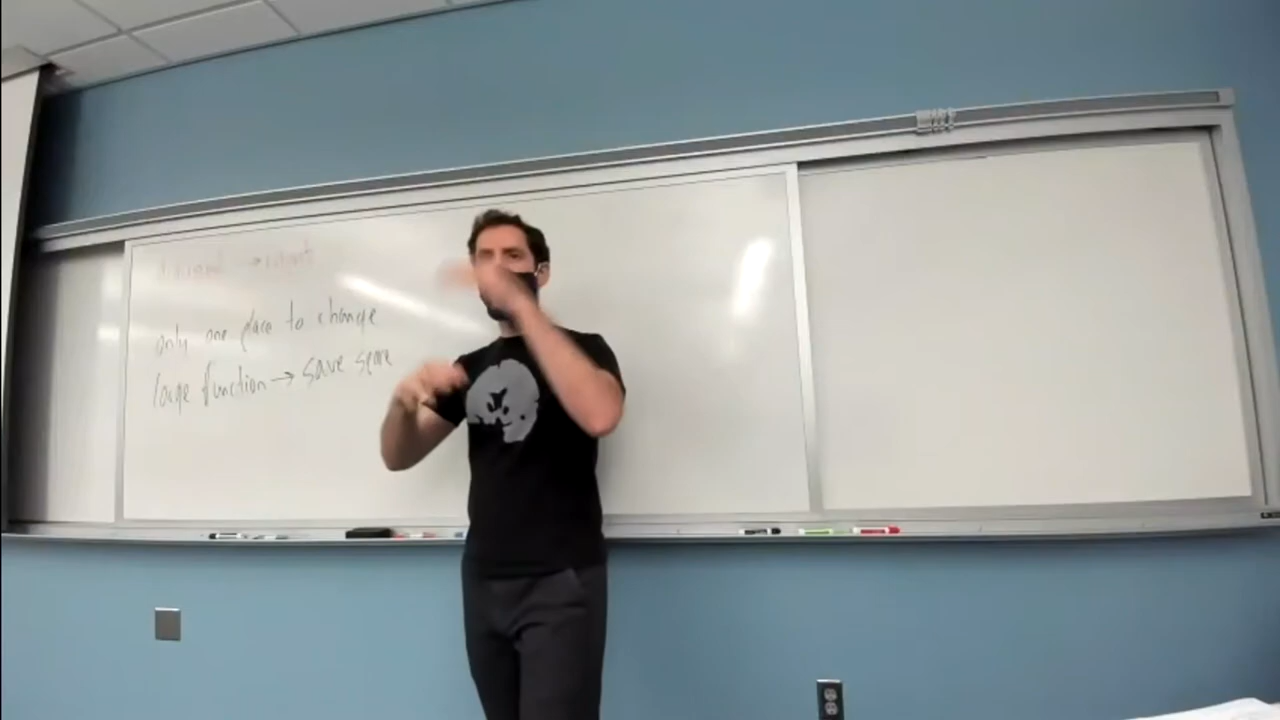 only one place to change
large function → save space